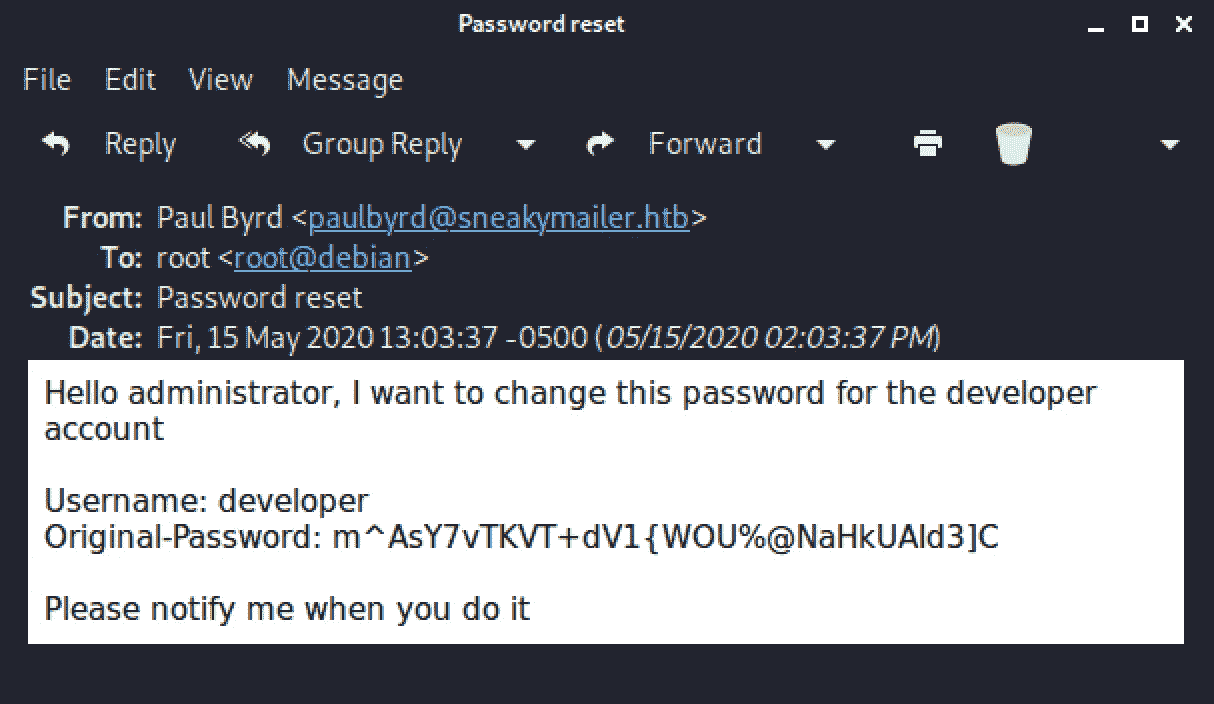 Password reset
File Edit View Message
Reply Group Reply Forward
From: Paul Byrd <paulbyrd@sneakymailer.htb>
To: root <root@debian>
Subject: Password reset
Date: Fri, 15 May 2020 13:03:37 -0500 (05/15/2020 02:03:37 PM)
Hello administrator, I want to change this password for the developer
account
Username: developer
Original-Password: m^AsY7vTKVT+dV1{WOU%@NaHkUAId3]C
Please notify me when you do it